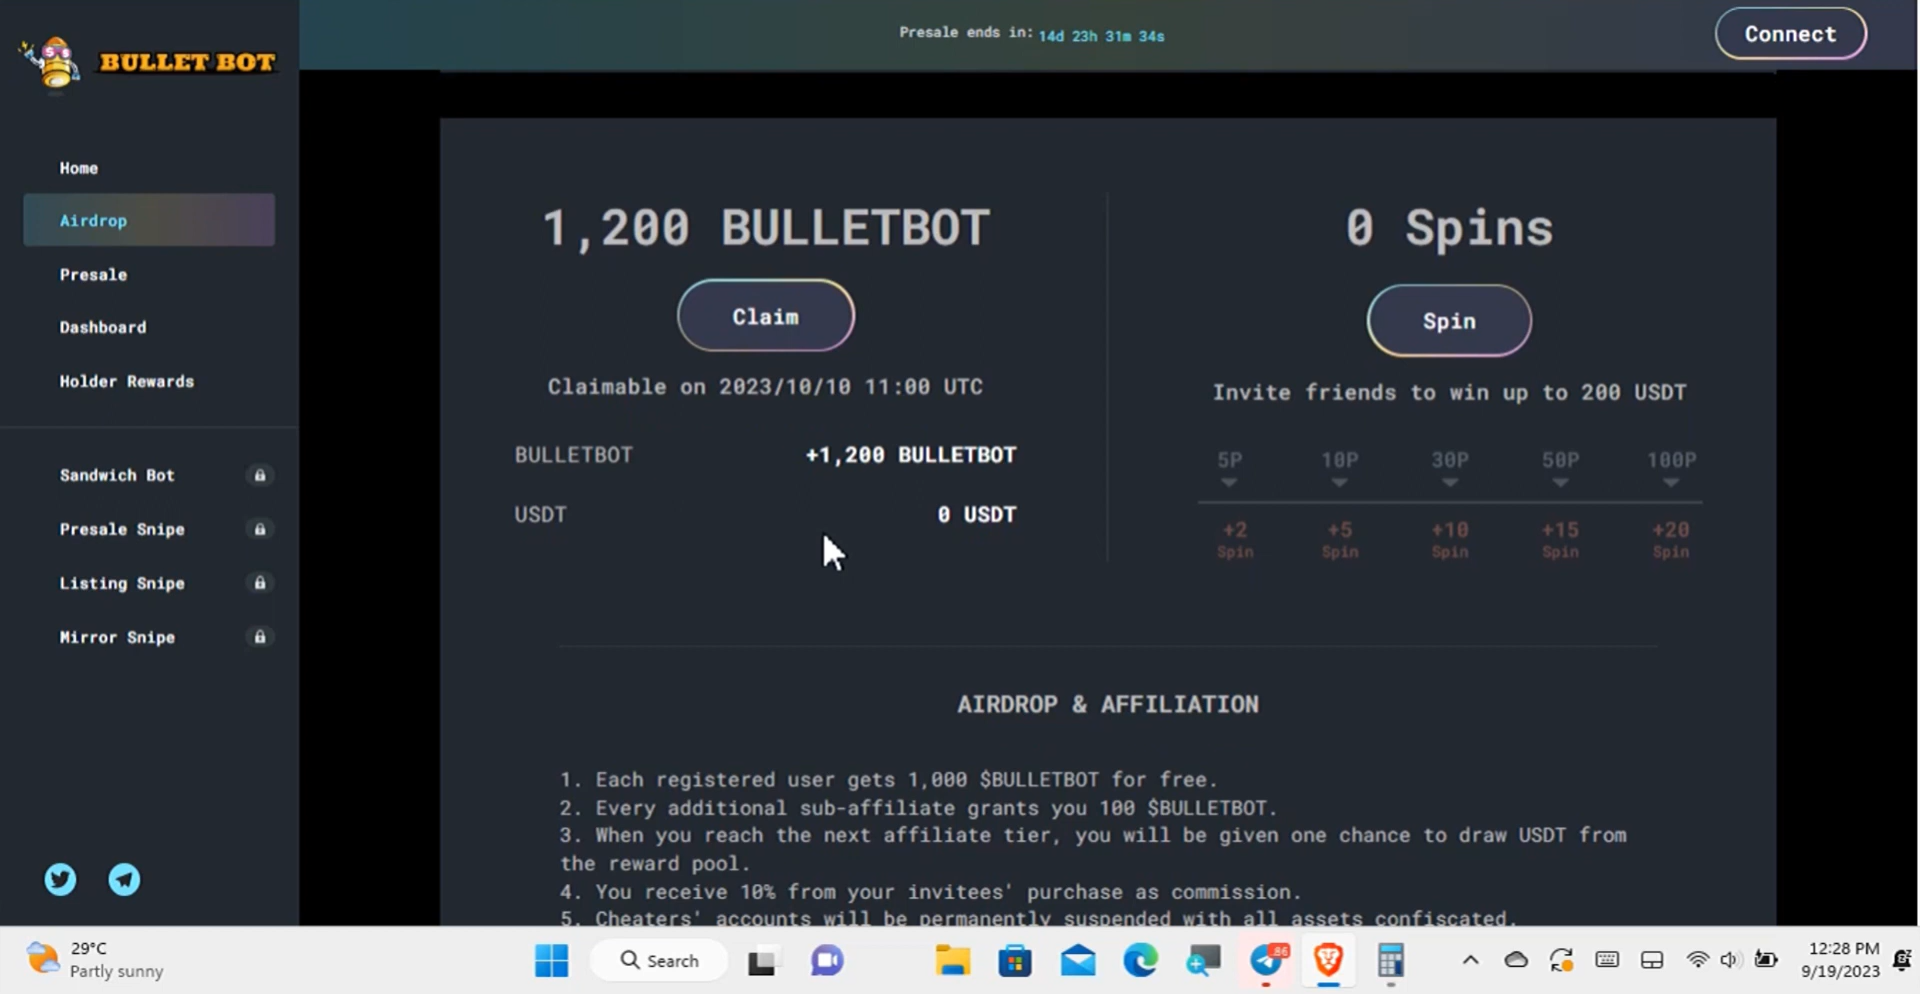 BULLET BOT
Presale ends in: 14d 23h 31m 34s
Connect
Home
Airdrop
Presale
Dashboard
Holder Rewards
Sandwich Bot
Presale Snipe
Listing Snipe
Mirror Snipe
1,200 BULLETBOT
Claim
Claimable on 2023/10/10 11:00 UTC
BULLETBOT +1,200 BULLETBOT
USDT 0 USDT
0 Spins
Spin
Invite friends to win up to 200 USDT
5P 10P 30P 50P 100P
+2 +5 +10 +15 +20
Spin Spin Spin Spin Spin
AIRDROP & AFFILIATION
1. Each registered user gets 1,000 $BULLETBOT for free.
2. Every additional sub-affiliate grants you 100 $BULLETBOT.
3. When you reach the next affiliate tier, you will be given one chance to draw USDT from
the reward pool.
4. You receive 10% from your invitees' purchase as commission.
5. Cheaters' accounts will be permanently suspended with all assets confiscated.
29°C
Partly sunny
Search
86
12:28 PM
9/19/2023